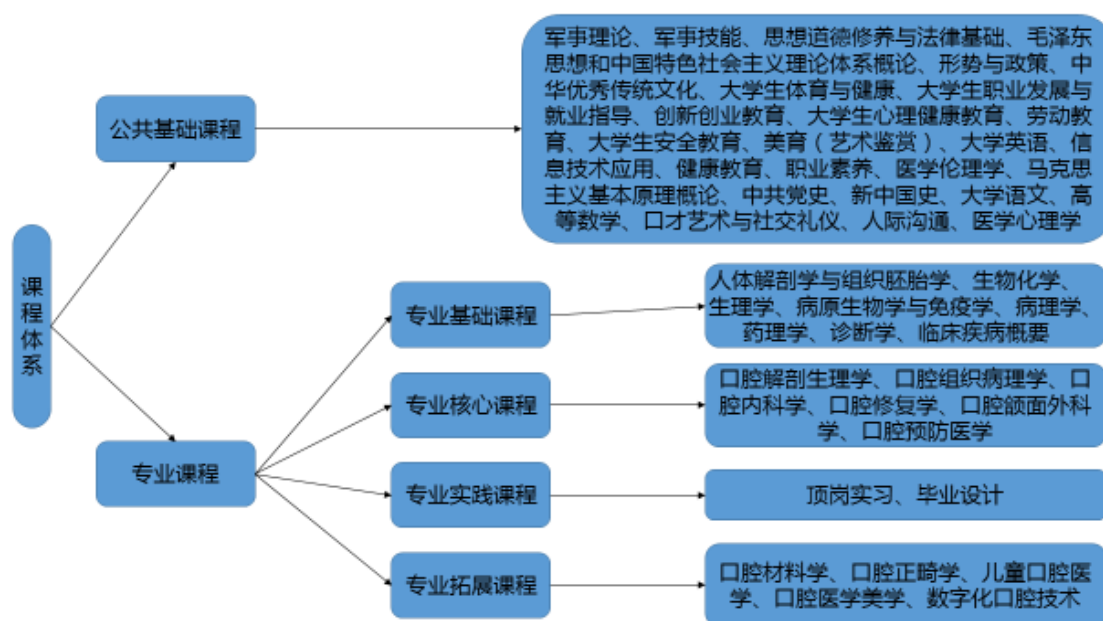 课程体系
公共基础课程
军事理论、军事技能、思想道德修养与法律基础、毛泽东
思想和中国特色社会主义理论体系概论、形势与政策、中
华优秀传统文化、大学生体育与健康、大学生职业发展与
就业指导、创新创业教育、大学生心理健康教育、劳动教
育、大学生安全教育、美育（艺术鉴赏）、大学英语、信
息技术应用、健康教育、职业素养、医学伦理学、马克思
主义基本原理概论、中共党史、新中国史、大学语文、高
等数学、口才艺术与社交礼仪、人际沟通、医学心理学
专业课程
专业基础课程
人体解剖学与组织胚胎学、生物化学、
生理学、病原生物学与免疫学、病理学、
药理学、诊断学、临床疾病概要
专业核心课程
口腔解剖生理学、口腔组织病理学、口
腔内科学、口腔修复学、口腔颌面外科
学、口腔预防医学
专业实践课程
顶岗实习、毕业设计
专业拓展课程
口腔材料学、口腔正畸学、儿童口腔医
学、口腔医学美学、数字化口腔技术